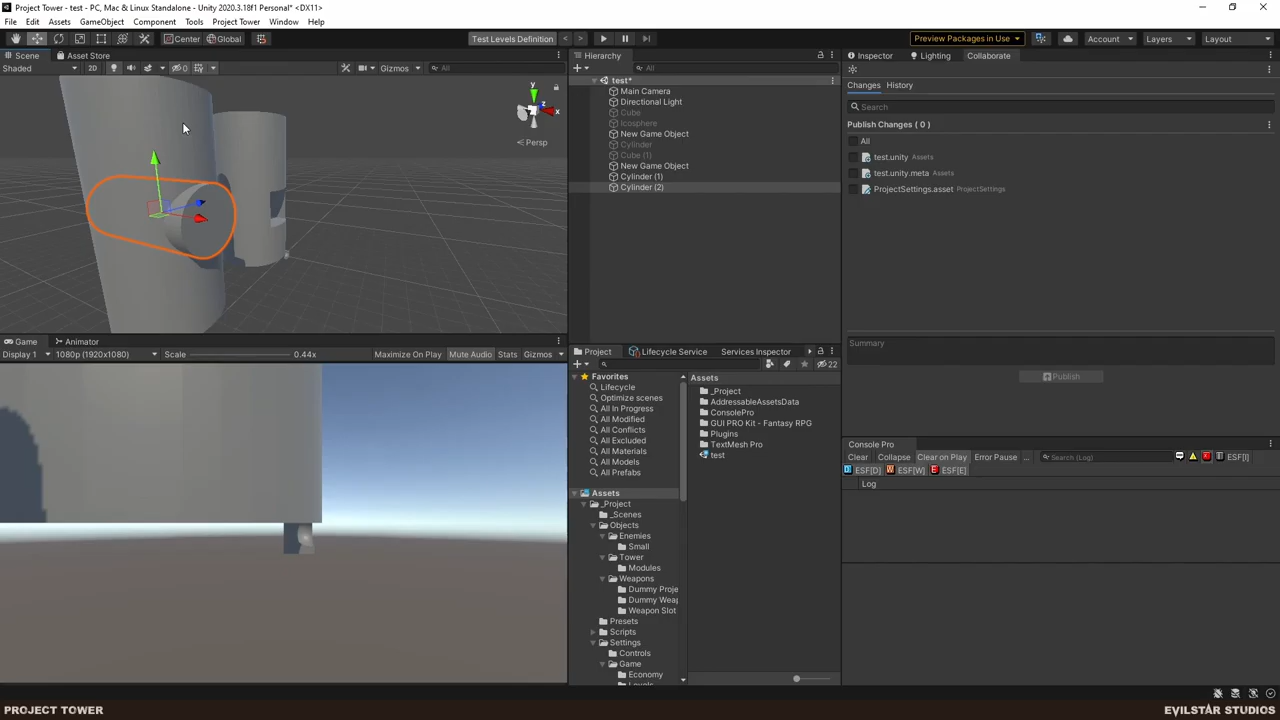 Project Tower - test - PC, Mac & Linux Standalone - Unity 2020.3.18f1 Personal* <DX11>
File Edit Assets GameObject Component Tools Project Tower Window Help
Center Global Test Levels Definition Preview Packages in Use Account Layers Layout
Scene Asset Store
Shaded 2D 0 Gizmos All
y
z
x
Persp
Hierarchy
All
test*
Main Camera
Directional Light
Cube
Icosphere
New Game Object
Cylinder
Cube (1)
New Game Object
Cylinder (1)
Cylinder (2)
Inspector Lighting Collaborate
Changes History
Search
Publish Changes ( 0 )
All
test.unity Assets
test.unity.meta Assets
ProjectSettings.asset ProjectSettings
Summary
Publish
Game Animator
Display 1 1080p (1920x1080) Scale 0.44x Maximize On Play Mute Audio Stats Gizmos
Project Lifecycle Service Services Inspector
22
Favorites
Lifecycle
Optimize scenes
All In Progress
All Modified
All Conflicts
All Excluded
All Materials
All Models
All Prefabs
Assets
_Project
_Scenes
Objects
Enemies
Small
Tower
Modules
Weapons
Dummy Proje
Dummy Weap
Weapon Slot
Presets
Scripts
Settings
Controls
Game
Economy
Assets
_Project
AddressableAssetsData
ConsolePro
GUI PRO Kit - Fantasy RPG
Plugins
TextMesh Pro
test
Console Pro
Clear Collapse Clear on Play Error Pause ... Search (Log) ESF[I]
ESF[D] ESF[W] ESF[E]
Log
PROJECT TOWER
EVILSTAR STUDIOS